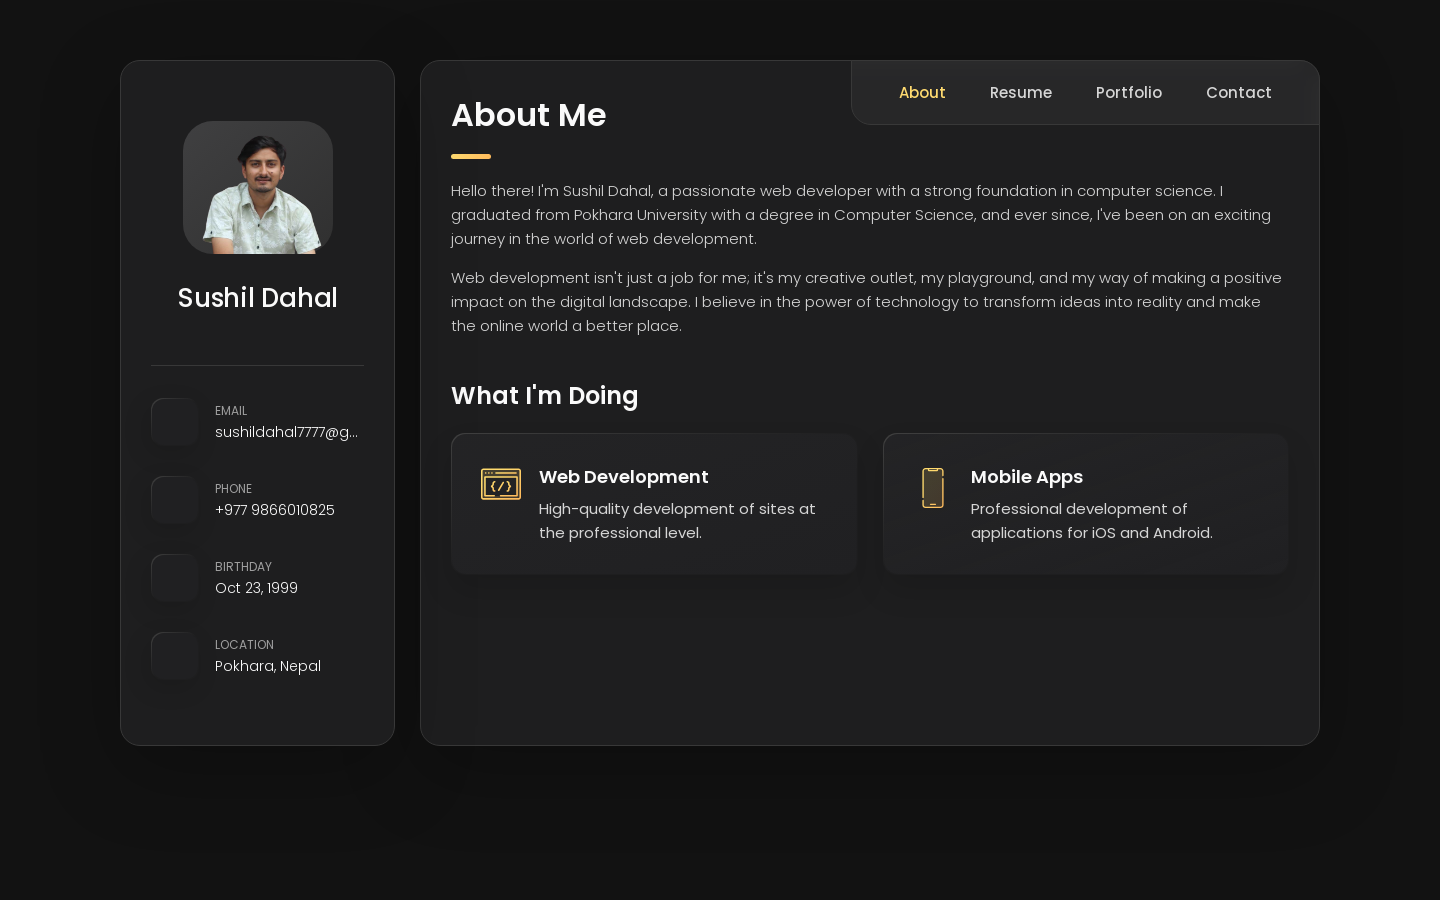 Sushil Dahal
EMAIL
sushildahal7777@g...
PHONE
+977 9866010825
BIRTHDAY
Oct 23, 1999
LOCATION
Pokhara, Nepal
About
Resume
Portfolio
Contact
About Me
Hello there! I'm Sushil Dahal, a passionate web developer with a strong foundation in computer science. I
graduated from Pokhara University with a degree in Computer Science, and ever since, I've been on an exciting
journey in the world of web development.
Web development isn't just a job for me; it's my creative outlet, my playground, and my way of making a positive
impact on the digital landscape. I believe in the power of technology to transform ideas into reality and make
the online world a better place.
What I'm Doing
Web Development
High-quality development of sites at
the professional level.
Mobile Apps
Professional development of
applications for iOS and Android.